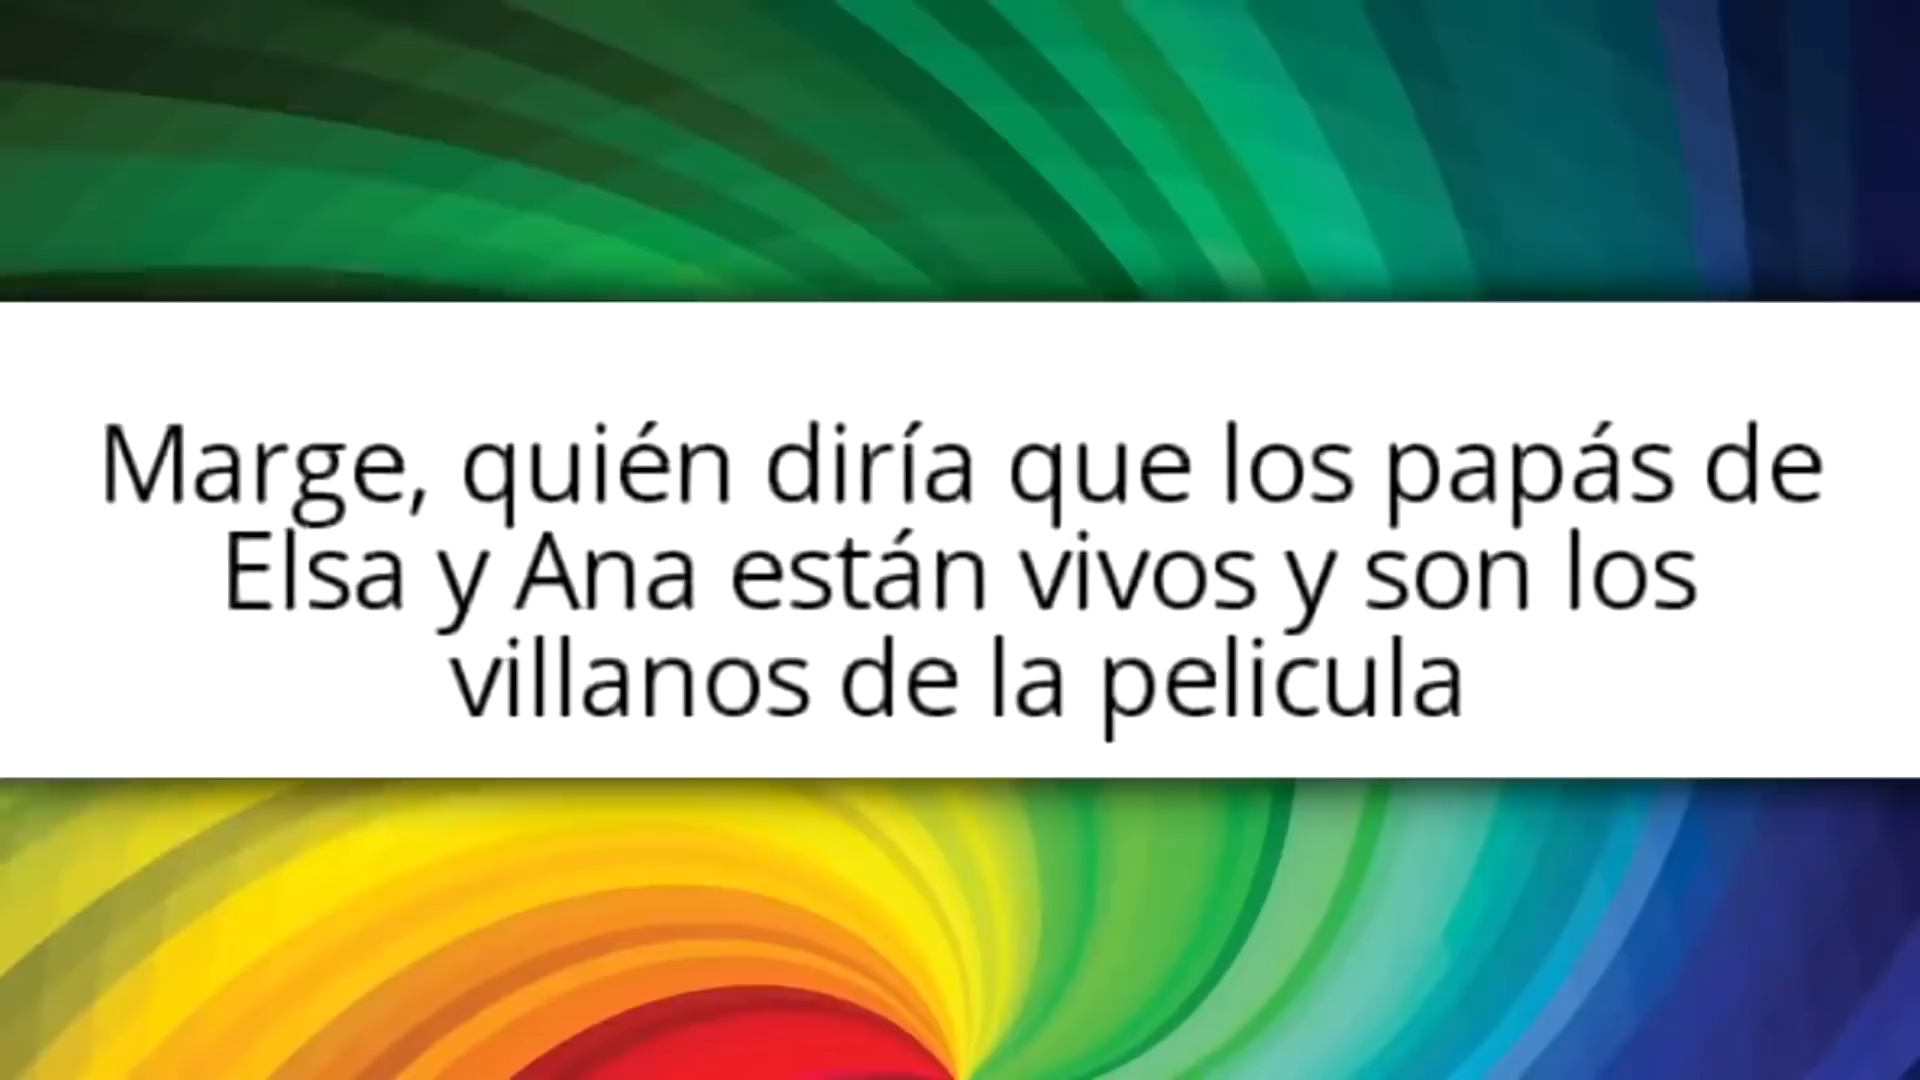 Marge, quién diría que los papás de
Elsa y Ana están vivos y son los
villanos de la pelicula